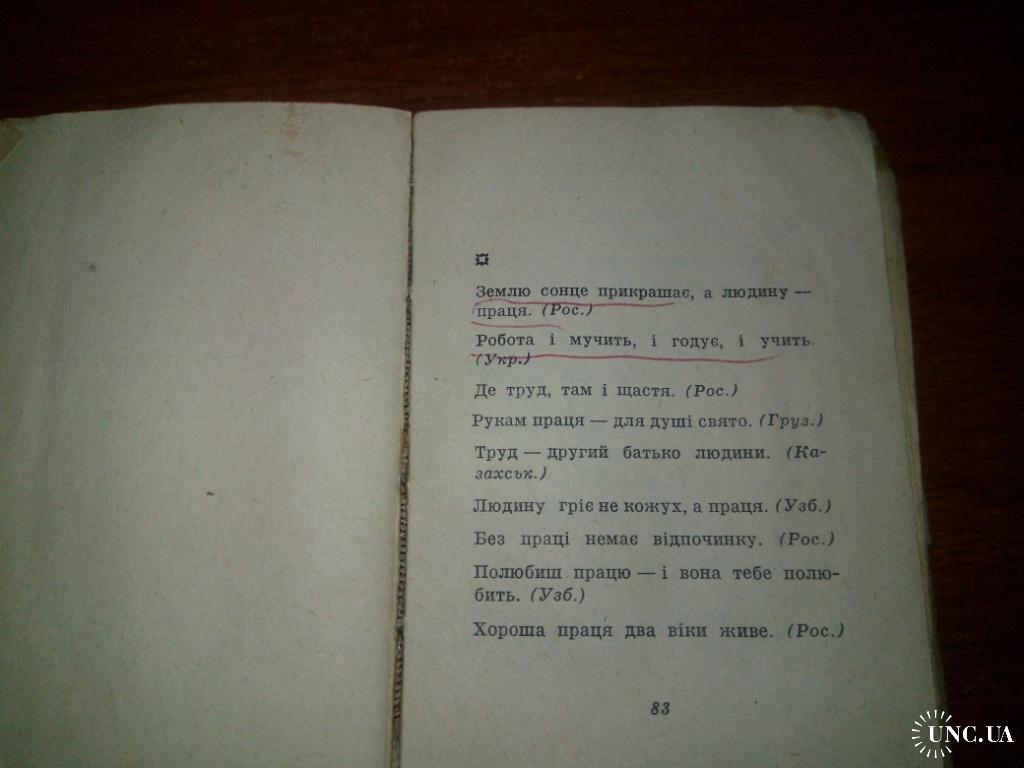 Землю сонце прикрашає, а людину —
праця. (Рос.)
Робота і мучить, і годує, і учить.
(Укр.)
Де труд, там і щастя. (Рос.)
Рукам праця — для душі свято. (Груз.)
Труд — другий батько людини. (Ка-
захськ.)
Людину гріє не кожух, а праця. (Узб.)
Без праці немає відпочинку. (Рос.)
Полюбиш працю — і вона тебе полю-
бить. (Узб.)
Хороша праця два віки живе. (Рос.)
83
UNC.UA